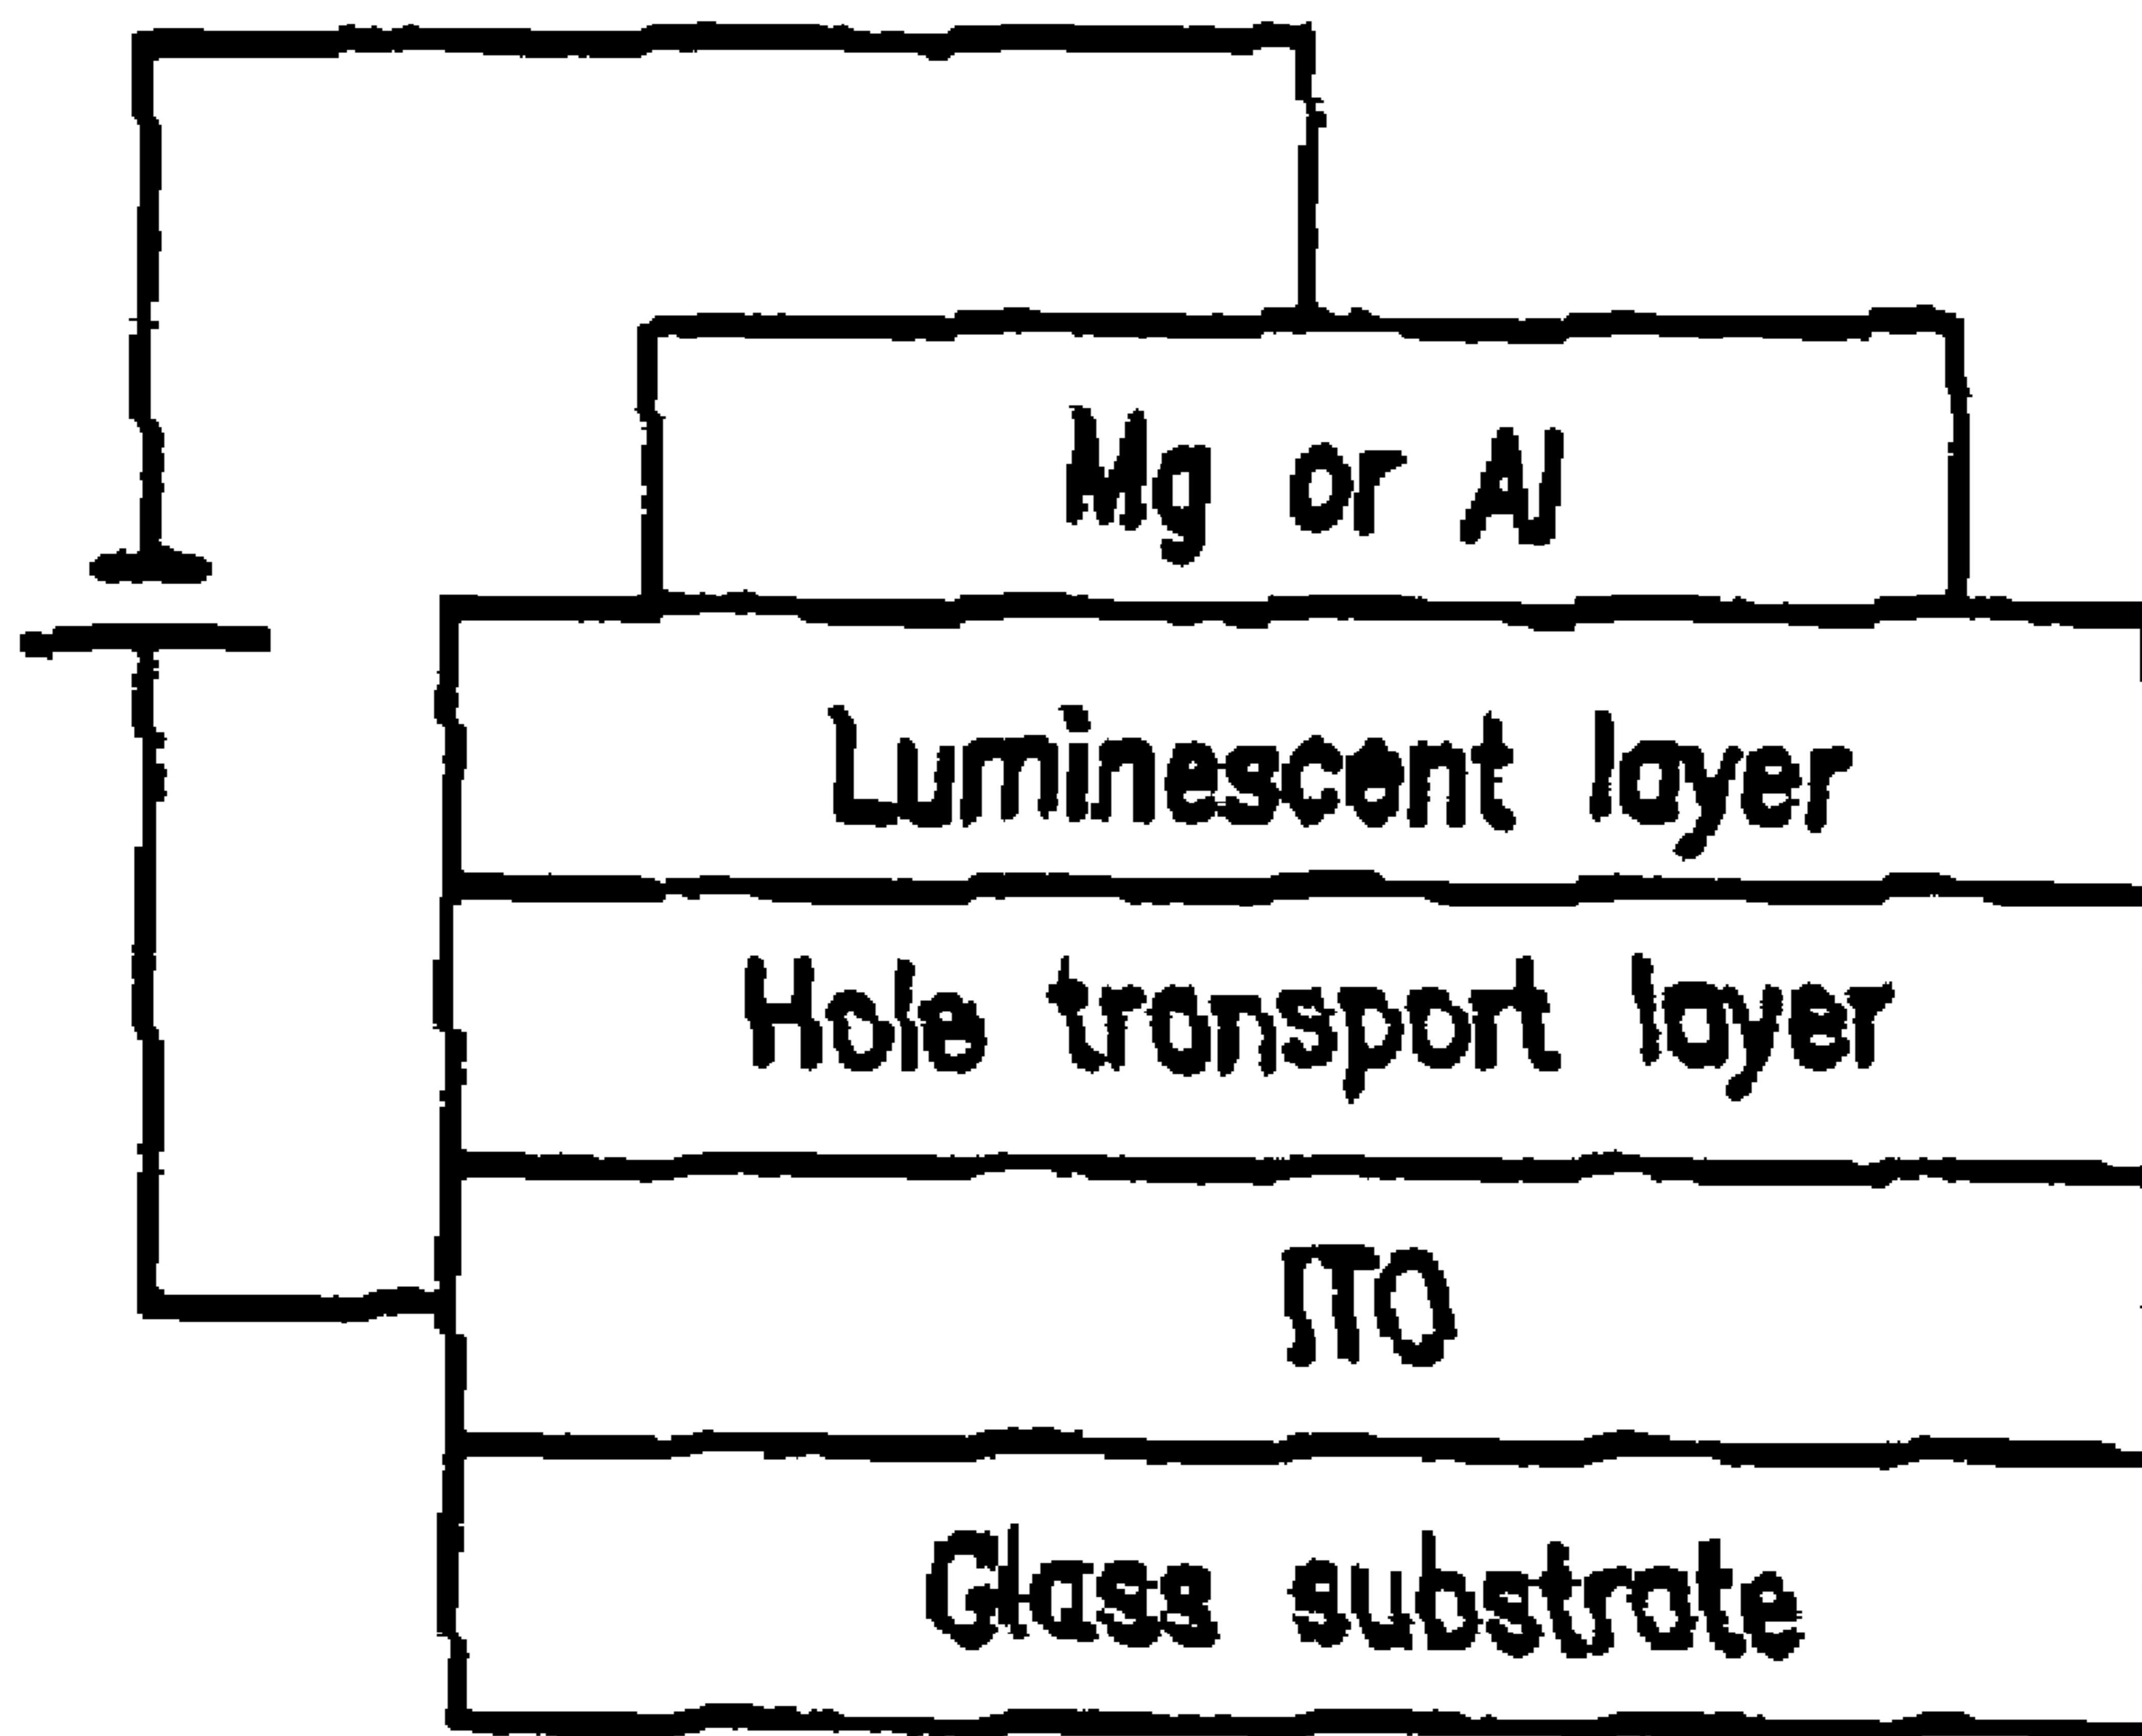 Mg or Al
Luminescent layer
Hole transport layer
ITO
Glass substrate